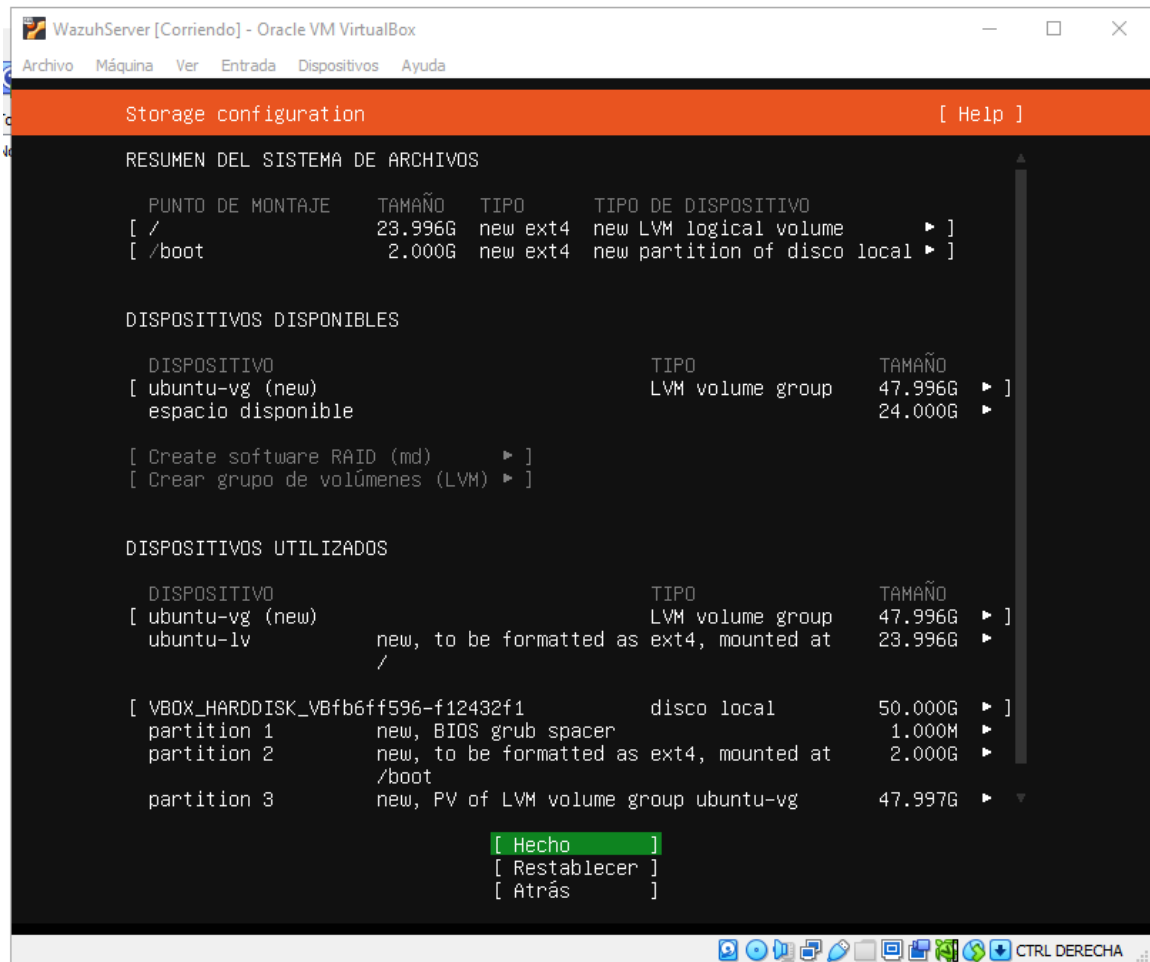 WazuhServer [Corriendo] - Oracle VM VirtualBox
Archivo Máquina Ver Entrada Dispositivos Ayuda
Storage configuration [ Help ]
RESUMEN DEL SISTEMA DE ARCHIVOS
PUNTO DE MONTAJE TAMAÑO TIPO TIPO DE DISPOSITIVO
[ / 23.996G new ext4 new LVM logical volume ▸ ]
[ /boot 2.000G new ext4 new partition of disco local ▸ ]
DISPOSITIVOS DISPONIBLES
DISPOSITIVO TIPO TAMAÑO
[ ubuntu-vg (new) LVM volume group 47.996G ▸ ]
espacio disponible 24.000G ▸
[ Create software RAID (md) ▸ ]
[ Crear grupo de volúmenes (LVM) ▸ ]
DISPOSITIVOS UTILIZADOS
DISPOSITIVO TIPO TAMAÑO
[ ubuntu-vg (new) LVM volume group 47.996G ▸ ]
ubuntu-lv new, to be formatted as ext4, mounted at 23.996G ▸
/
[ VBOX_HARDDISK_VBfb6ff596-f12432f1 disco local 50.000G ▸ ]
partition 1 new, BIOS grub spacer 1.000M ▸
partition 2 new, to be formatted as ext4, mounted at 2.000G ▸
/boot
partition 3 new, PV of LVM volume group ubuntu-vg 47.997G ▸
[ Hecho ]
[ Restablecer ]
[ Atrás ]
CTRL DERECHA